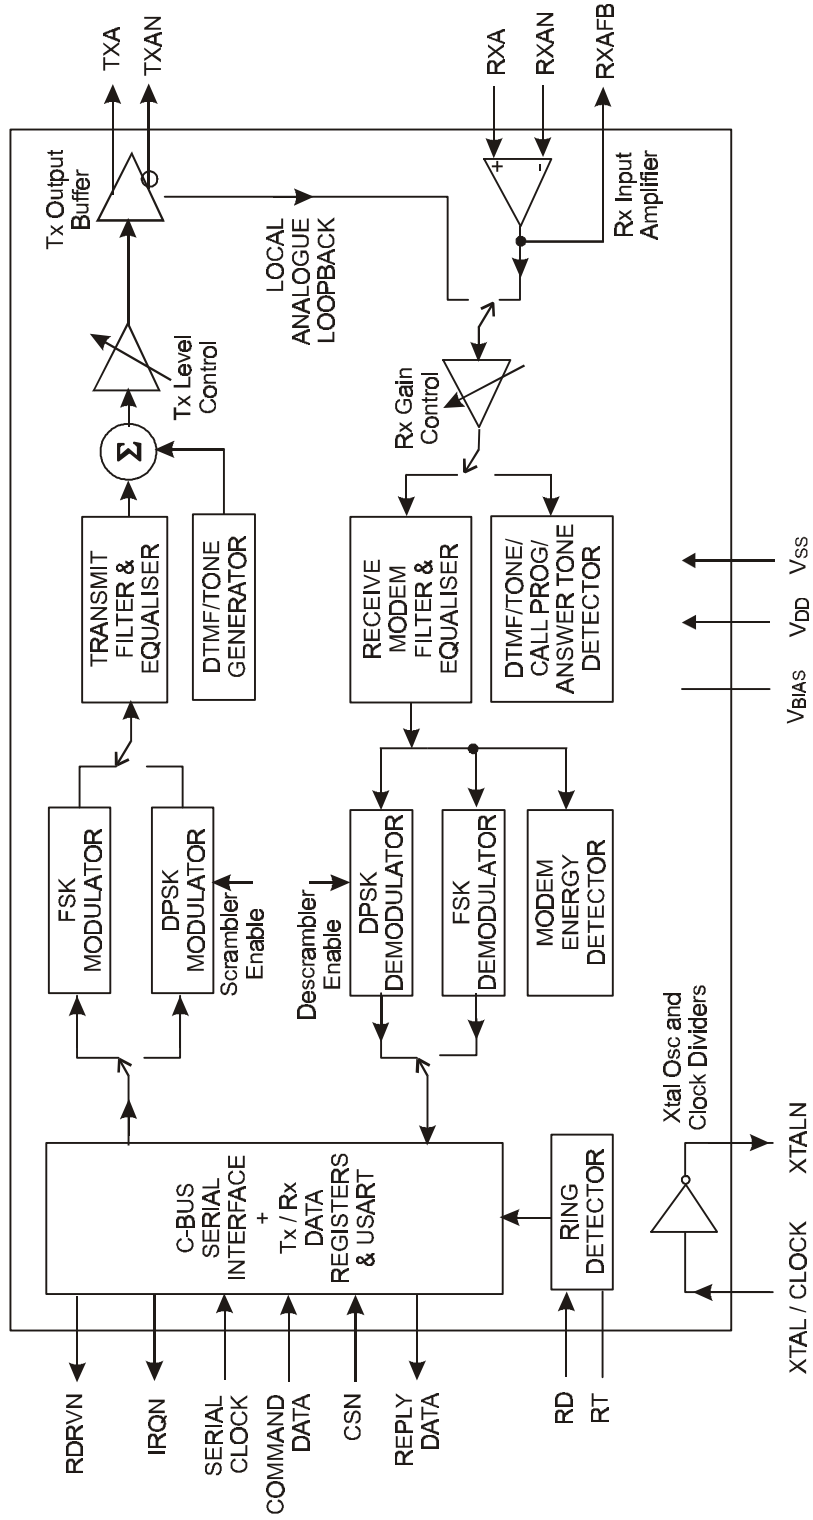 RDRVN
IRQN
SERIAL
CLOCK
COMMAND
DATA
CSN
REPLY
DATA
RD
RT
XTAL / CLOCK
XTALN
C-BUS
SERIAL
INTERFACE
+
Tx / Rx
DATA
REGISTERS
& USART
RING
DETECTOR
Xtal Osc and
Clock Dividers
FSK
MODULATOR
DPSK
MODULATOR
Scrambler
Enable
Descrambler
Enable
DPSK
DEMODULATOR
FSK
DEMODULATOR
MODEM
ENERGY
DETECTOR
TRANSMIT
FILTER &
EQUALISER
DTMF/TONE
GENERATOR
RECEIVE
MODEM
FILTER &
EQUALISER
DTMF/TONE/
CALL PROG/
ANSWER TONE
DETECTOR
VBIAS
VDD
VSS
Σ
Tx Level
Control
Rx Gain
Control
Tx Output
Buffer
LOCAL
ANALOGUE
LOOPBACK
+
-
Rx Input
Amplifier
TXA
TXAN
RXA
RXAN
RXAFB